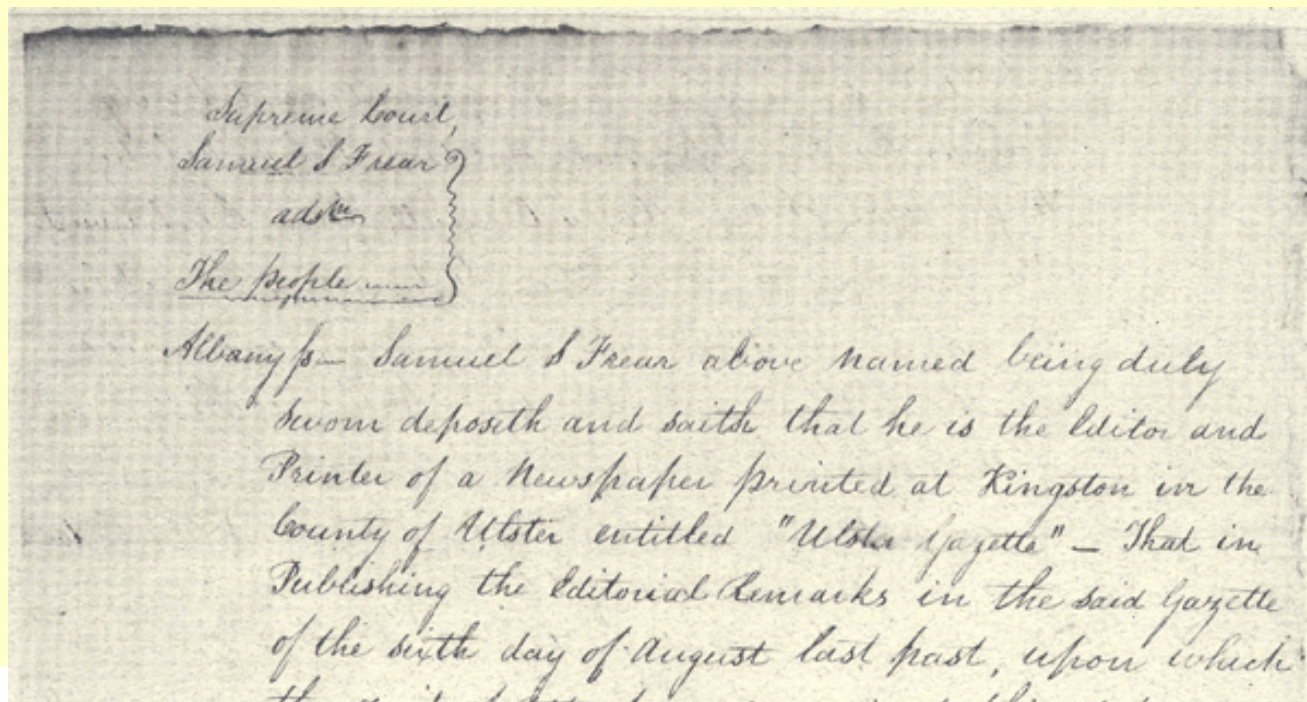 Supreme Court,
Samuel S Frear
ads
The people
Albany ss— Samuel S Frear above named being duly
sworn deposeth and saith that he is the Editor and
Printer of a Newspaper printed at Kingston in the
County of Ulster entitled "Ulster Gazette" — That in
Publishing the Editorial Remarks in the said Gazette
of the sixth day of August last past, upon which